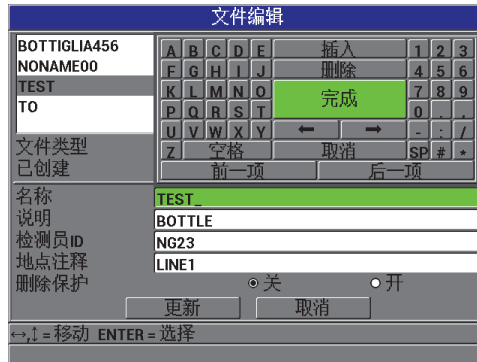 文件编辑
BOTTIGLIA456
NONAME00
TEST
TO
文件类型
已创建
A B C D E 插入 1 2 3
F G H I J 删除 4 5 6
K L M N O 完成 7 8 9
P Q R S T 0 . ,
U V W X Y ← → - : /
Z 空格 取消 SP # *
前一项 后一项
名称 TEST_
说明 BOTTLE
检测员ID NG23
地点注释 LINE1
删除保护 关 开
更新 取消
↔,↕=移动 ENTER=选择